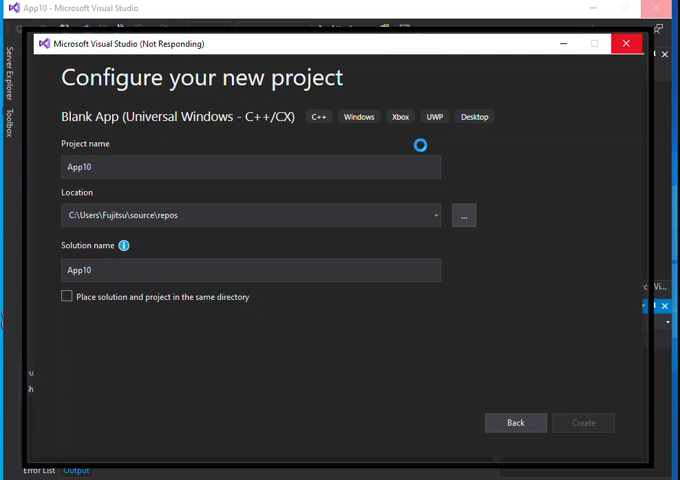 App10 - Microsoft Visual Studio
Microsoft Visual Studio (Not Responding)
Server Explorer
Toolbox
Configure your new project
Blank App (Universal Windows - C++/CX)
C++
Windows
Xbox
UWP
Desktop
Project name
App10
Location
C:\Users\Fujitsu\source\repos
...
Solution name
App10
Place solution and project in the same directory
Back
Create
Error List
Output